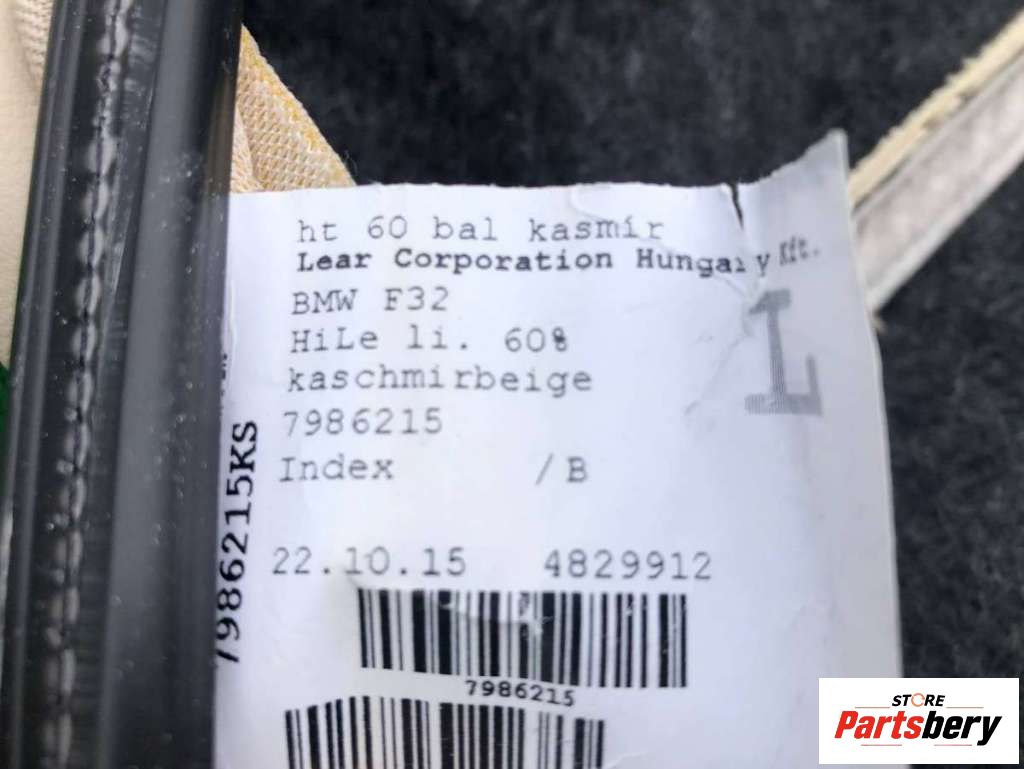 ht 60 bal kasmír
Lear Corporation Hungary Kft.
BMW F32
HiLe li. 60%
kaschmirbeige
7986215
Index /B
L
22.10.15 4829912
7986215
7986215KS
STORE
Partsbery